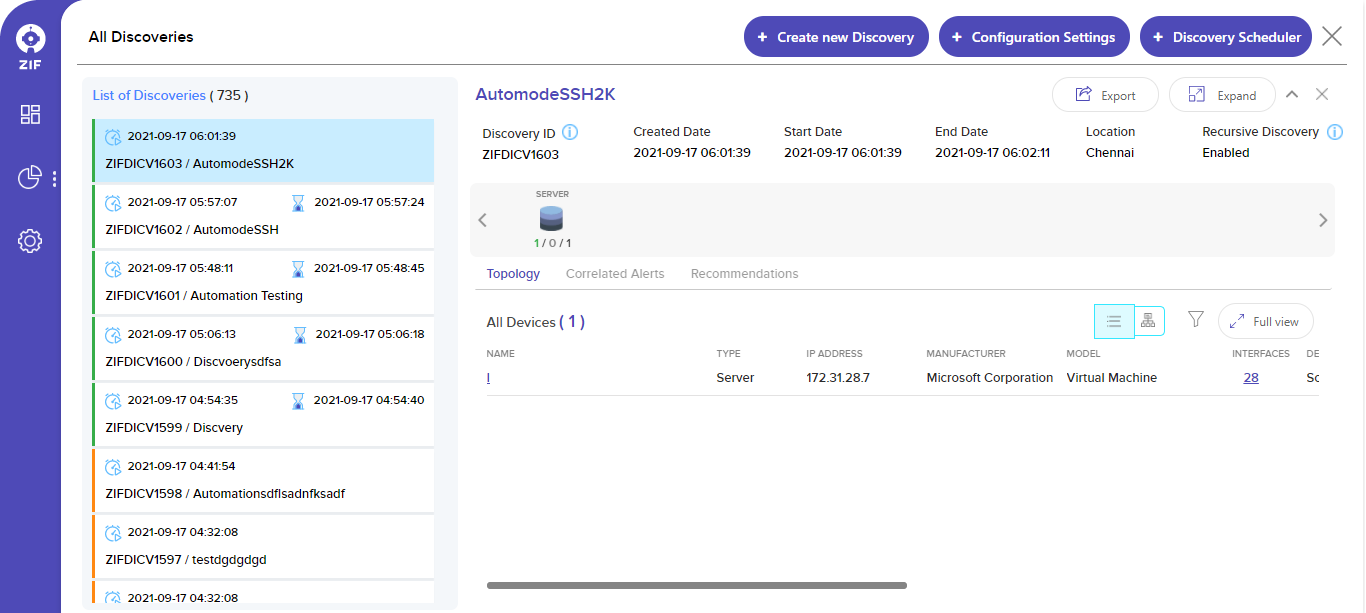 ZIF
All Discoveries
+ Create new Discovery
+ Configuration Settings
+ Discovery Scheduler
List of Discoveries ( 735 )
2021-09-17 06:01:39
ZIFDICV1603 / AutomodeSSH2K
2021-09-17 05:57:07 2021-09-17 05:57:24
ZIFDICV1602 / AutomodeSSH
2021-09-17 05:48:11 2021-09-17 05:48:45
ZIFDICV1601 / Automation Testing
2021-09-17 05:06:13 2021-09-17 05:06:18
ZIFDICV1600 / Discvoerysdfsa
2021-09-17 04:54:35 2021-09-17 04:54:40
ZIFDICV1599 / Discvery
2021-09-17 04:41:54
ZIFDICV1598 / Automationsdflsadnfksadf
2021-09-17 04:32:08
ZIFDICV1597 / testdgdgdgd
2021-09-17 04:32:08
AutomodeSSH2K
Export
Expand
Discovery ID Created Date Start Date End Date Location Recursive Discovery
ZIFDICV1603 2021-09-17 06:01:39 2021-09-17 06:01:39 2021-09-17 06:02:11 Chennai Enabled
SERVER
1 / 0 / 1
Topology Correlated Alerts Recommendations
All Devices ( 1 )
Full view
NAME TYPE IP ADDRESS MANUFACTURER MODEL INTERFACES DE
I Server 172.31.28.7 Microsoft Corporation Virtual Machine 28 Sc